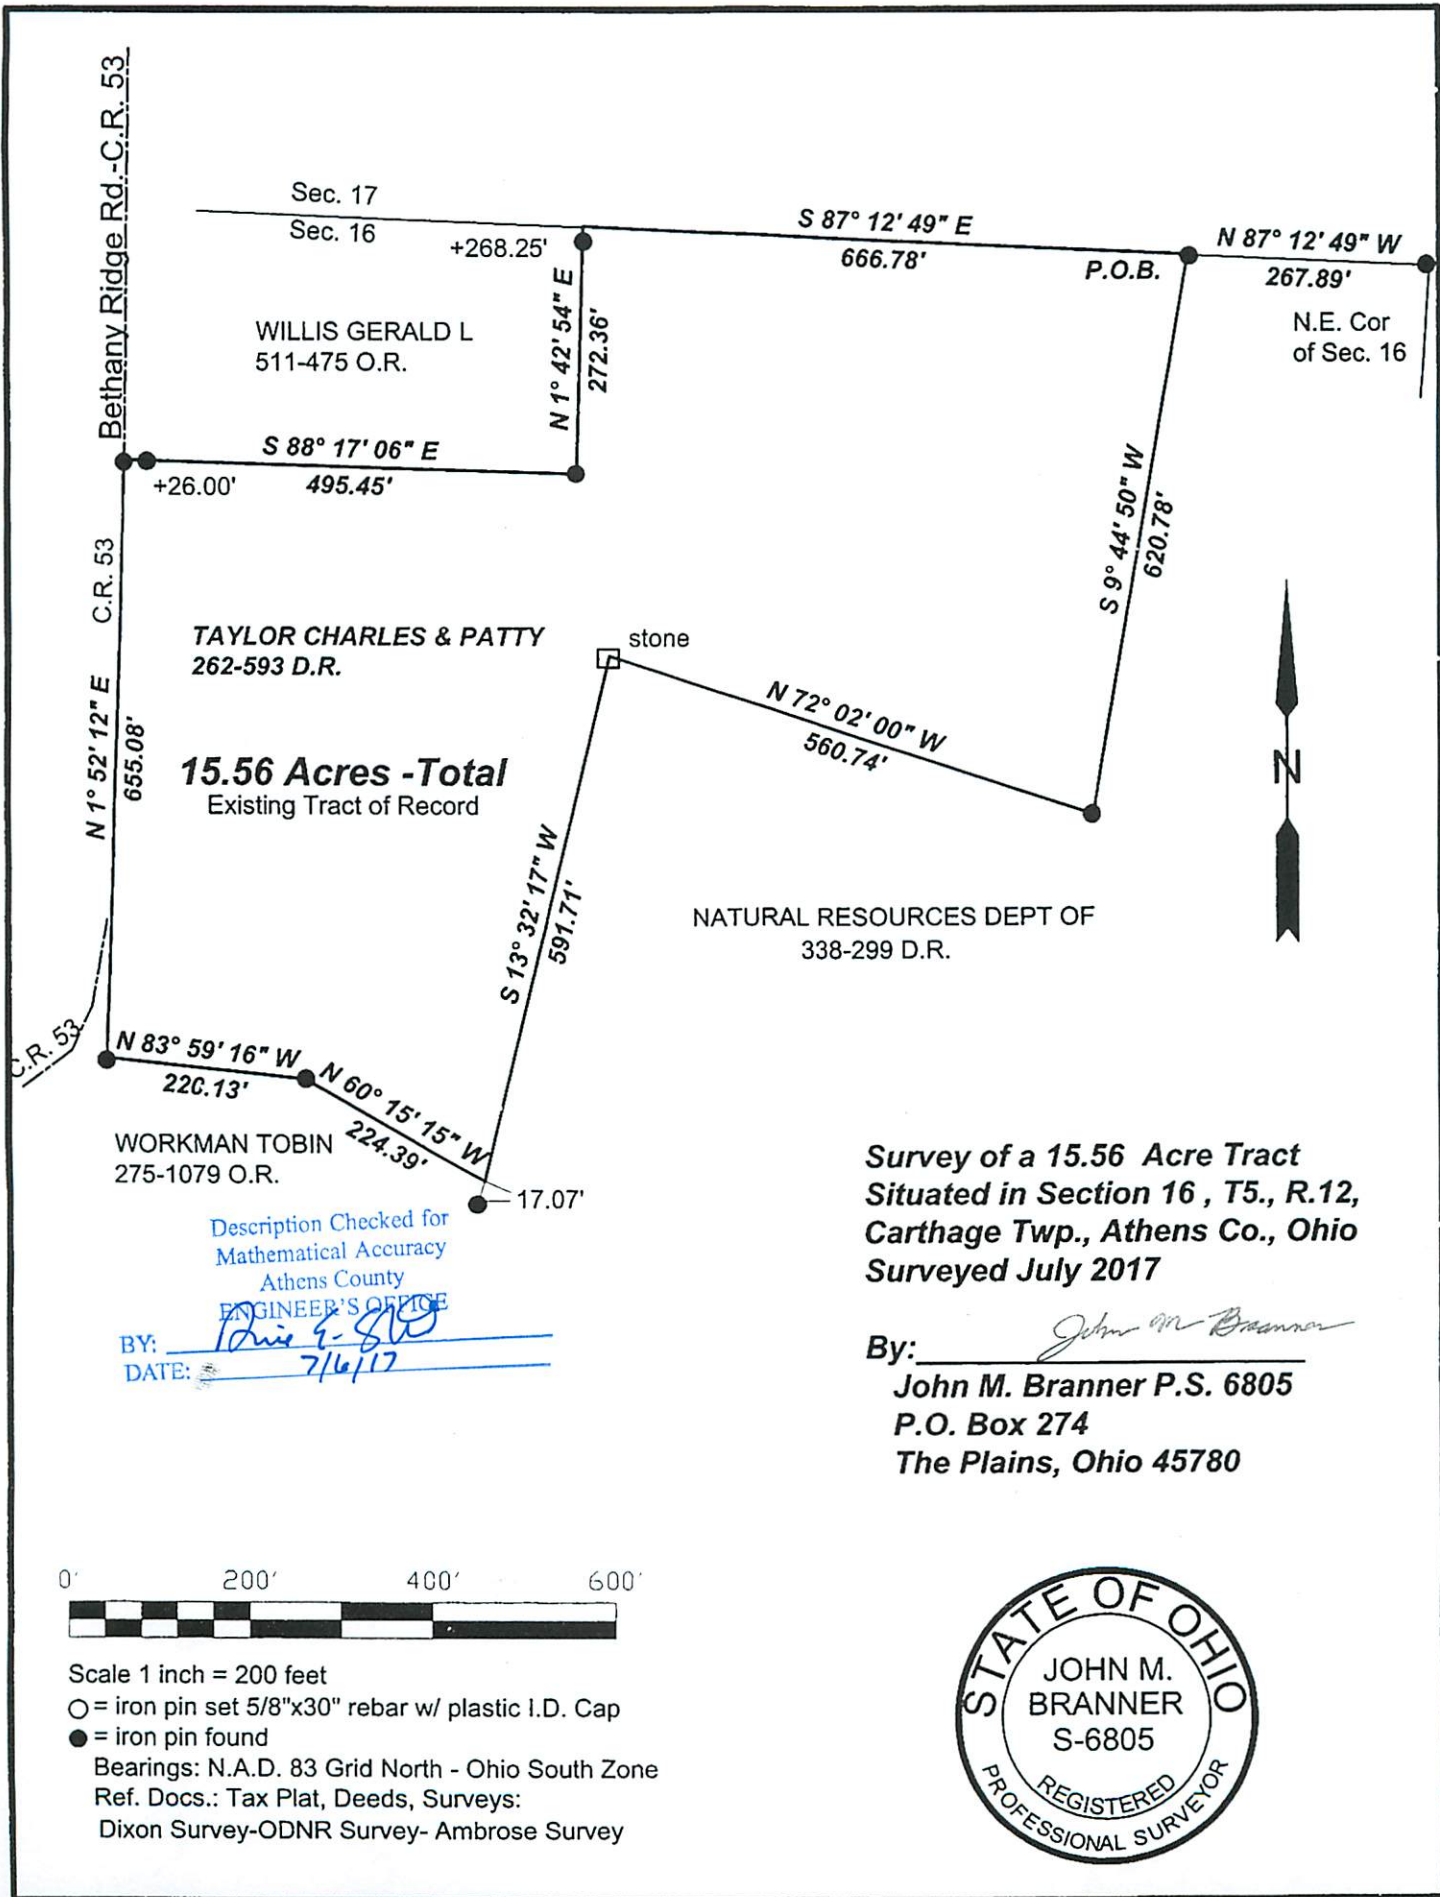 Bethany Ridge Rd.-C.R. 53
Sec. 17
Sec. 16
+268.25'
S 87° 12' 49" E
666.78'
P.O.B.
N 87° 12' 49" W
267.89'
N.E. Cor
of Sec. 16
WILLIS GERALD L
511-475 O.R.
N 1° 42' 54" E
272.36'
S 88° 17' 06" E
495.45'
+26.00'
C.R. 53
N 1° 52' 12" E
655.08'
TAYLOR CHARLES & PATTY
262-593 D.R.
stone
S 9° 44' 50" W
620.78'
N 72° 02' 00" W
560.74'
15.56 Acres -Total
Existing Tract of Record
S 13° 32' 17" W
591.71'
N
NATURAL RESOURCES DEPT OF
338-299 D.R.
C.R. 53
N 83° 59' 16" W
220.13'
N 60° 15' 15" W
224.39'
17.07'
WORKMAN TOBIN
275-1079 O.R.
Description Checked for
Mathematical Accuracy
Athens County
ENGINEER'S OFFICE
BY:
DATE: 7/6/17
Survey of a 15.56 Acre Tract
Situated in Section 16 , T5., R.12,
Carthage Twp., Athens Co., Ohio
Surveyed July 2017
By: John M Branner
John M. Branner P.S. 6805
P.O. Box 274
The Plains, Ohio 45780
0' 200' 400' 600'
Scale 1 inch = 200 feet
= iron pin set 5/8"x30" rebar w/ plastic I.D. Cap
= iron pin found
Bearings: N.A.D. 83 Grid North - Ohio South Zone
Ref. Docs.: Tax Plat, Deeds, Surveys:
Dixon Survey-ODNR Survey- Ambrose Survey
STATE OF OHIO
JOHN M.
BRANNER
S-6805
REGISTERED
PROFESSIONAL SURVEYOR